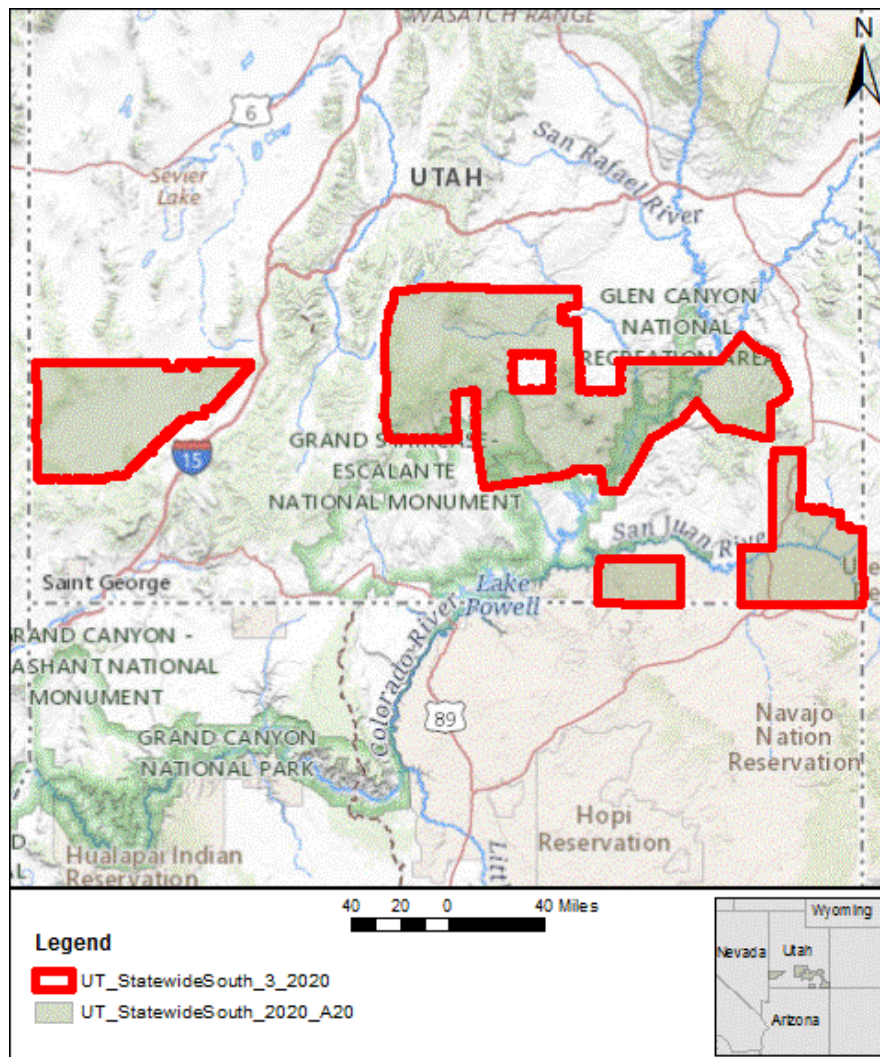 WASATCH RANGE
N
6
Sevier
Lake
UTAH
San Rafael River
GLEN CANYON
NATIONAL
RECREATION AREA
GRAND STAIRCASE-
ESCALANTE
NATIONAL MONUMENT
15
San Juan River
Saint George
Lake
Powell
Colorado River
GRAND CANYON -
ASHANT NATIONAL
MONUMENT
89
GRAND CANYON
NATIONAL PARK
Navajo
Nation
Reservation
Hopi
Reservation
Hualapai Indian
Reservation
Litt
40 20 0 40 Miles
Legend
UT_StatewideSouth_3_2020
UT_StatewideSouth_2020_A20
Wyoming
Nevada
Utah
Arizona